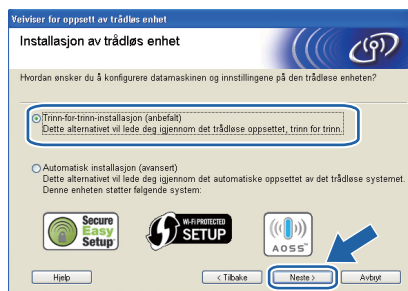 Veiviser for oppsett av trådløs enhet
Installasjon av trådløs enhet
Hvordan ønsker du å konfigurere datamaskinen og innstillingene på den trådløse enheten?
Trinn-for-trinn-installasjon (anbefalt)
Dette alternativet vil lede deg igjennom det trådløse oppsettet, trinn for trinn.
Automatisk installasjon (avansert)
Dette alternativet vil lede deg igjennom det automatiske oppsettet av det trådløse systemet.
Denne enheten støtter følgende system:
Secure
Easy
Setup
WI-FI PROTECTED
SETUP
AOSS™
Hjelp
< Tilbake
Neste >
Avbryt